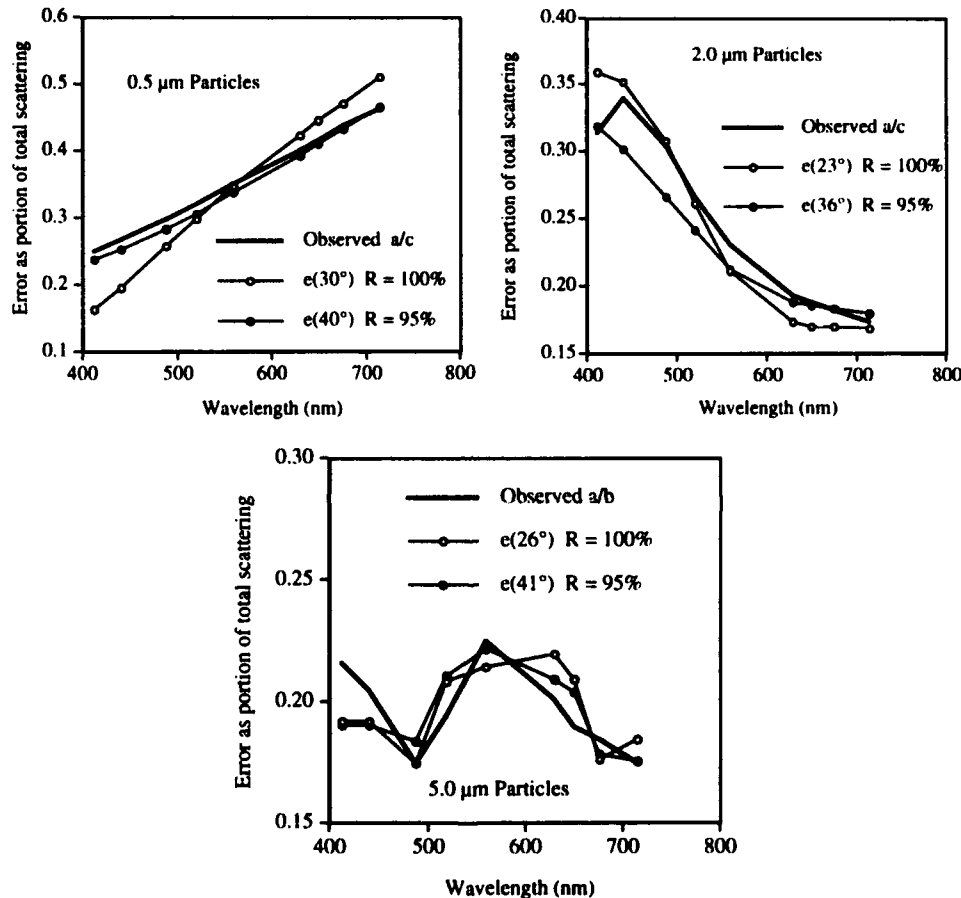 0.6
0.5
0.4
0.3
0.2
0.1
Error as portion of total scattering
0.5 µm Particles
Observed a/c
e(30°) R = 100%
e(40°) R = 95%
400 500 600 700 800
Wavelength (nm)
0.40
0.35
0.30
0.25
0.20
0.15
Error as portion of total scattering
2.0 µm Particles
Observed a/c
e(23°) R = 100%
e(36°) R = 95%
400 500 600 700 800
Wavelength (nm)
0.30
0.25
0.20
0.15
Error as portion of total scattering
Observed a/b
e(26°) R = 100%
e(41°) R = 95%
5.0 µm Particles
400 500 600 700 800
Wavelength (nm)